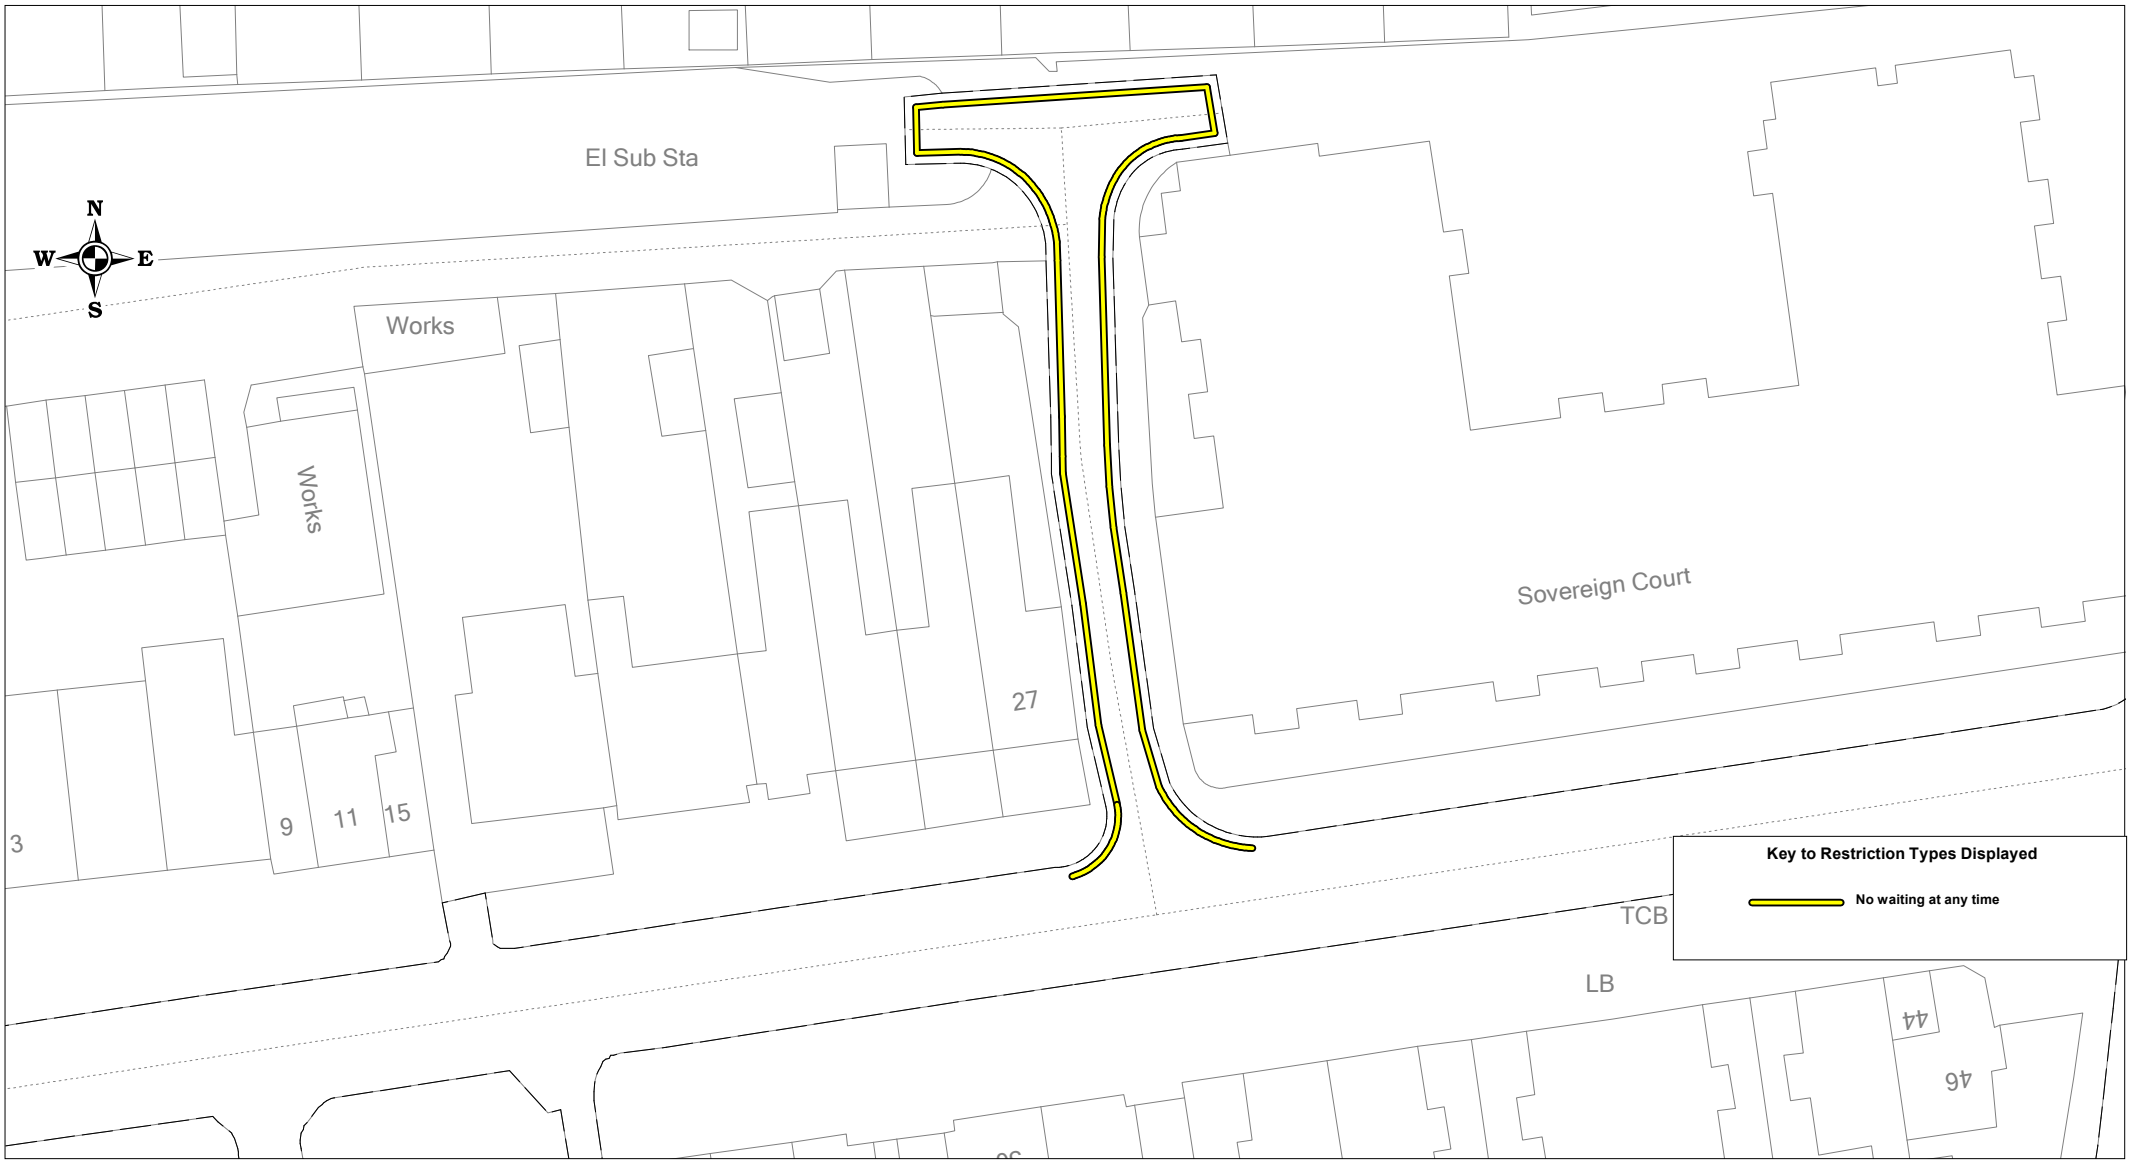 El Sub Sta
N
W E
S
Works
Works
Sovereign Court
27
9
11
15
3
Key to Restriction Types Displayed
No waiting at any time
TCB
LB
44
46